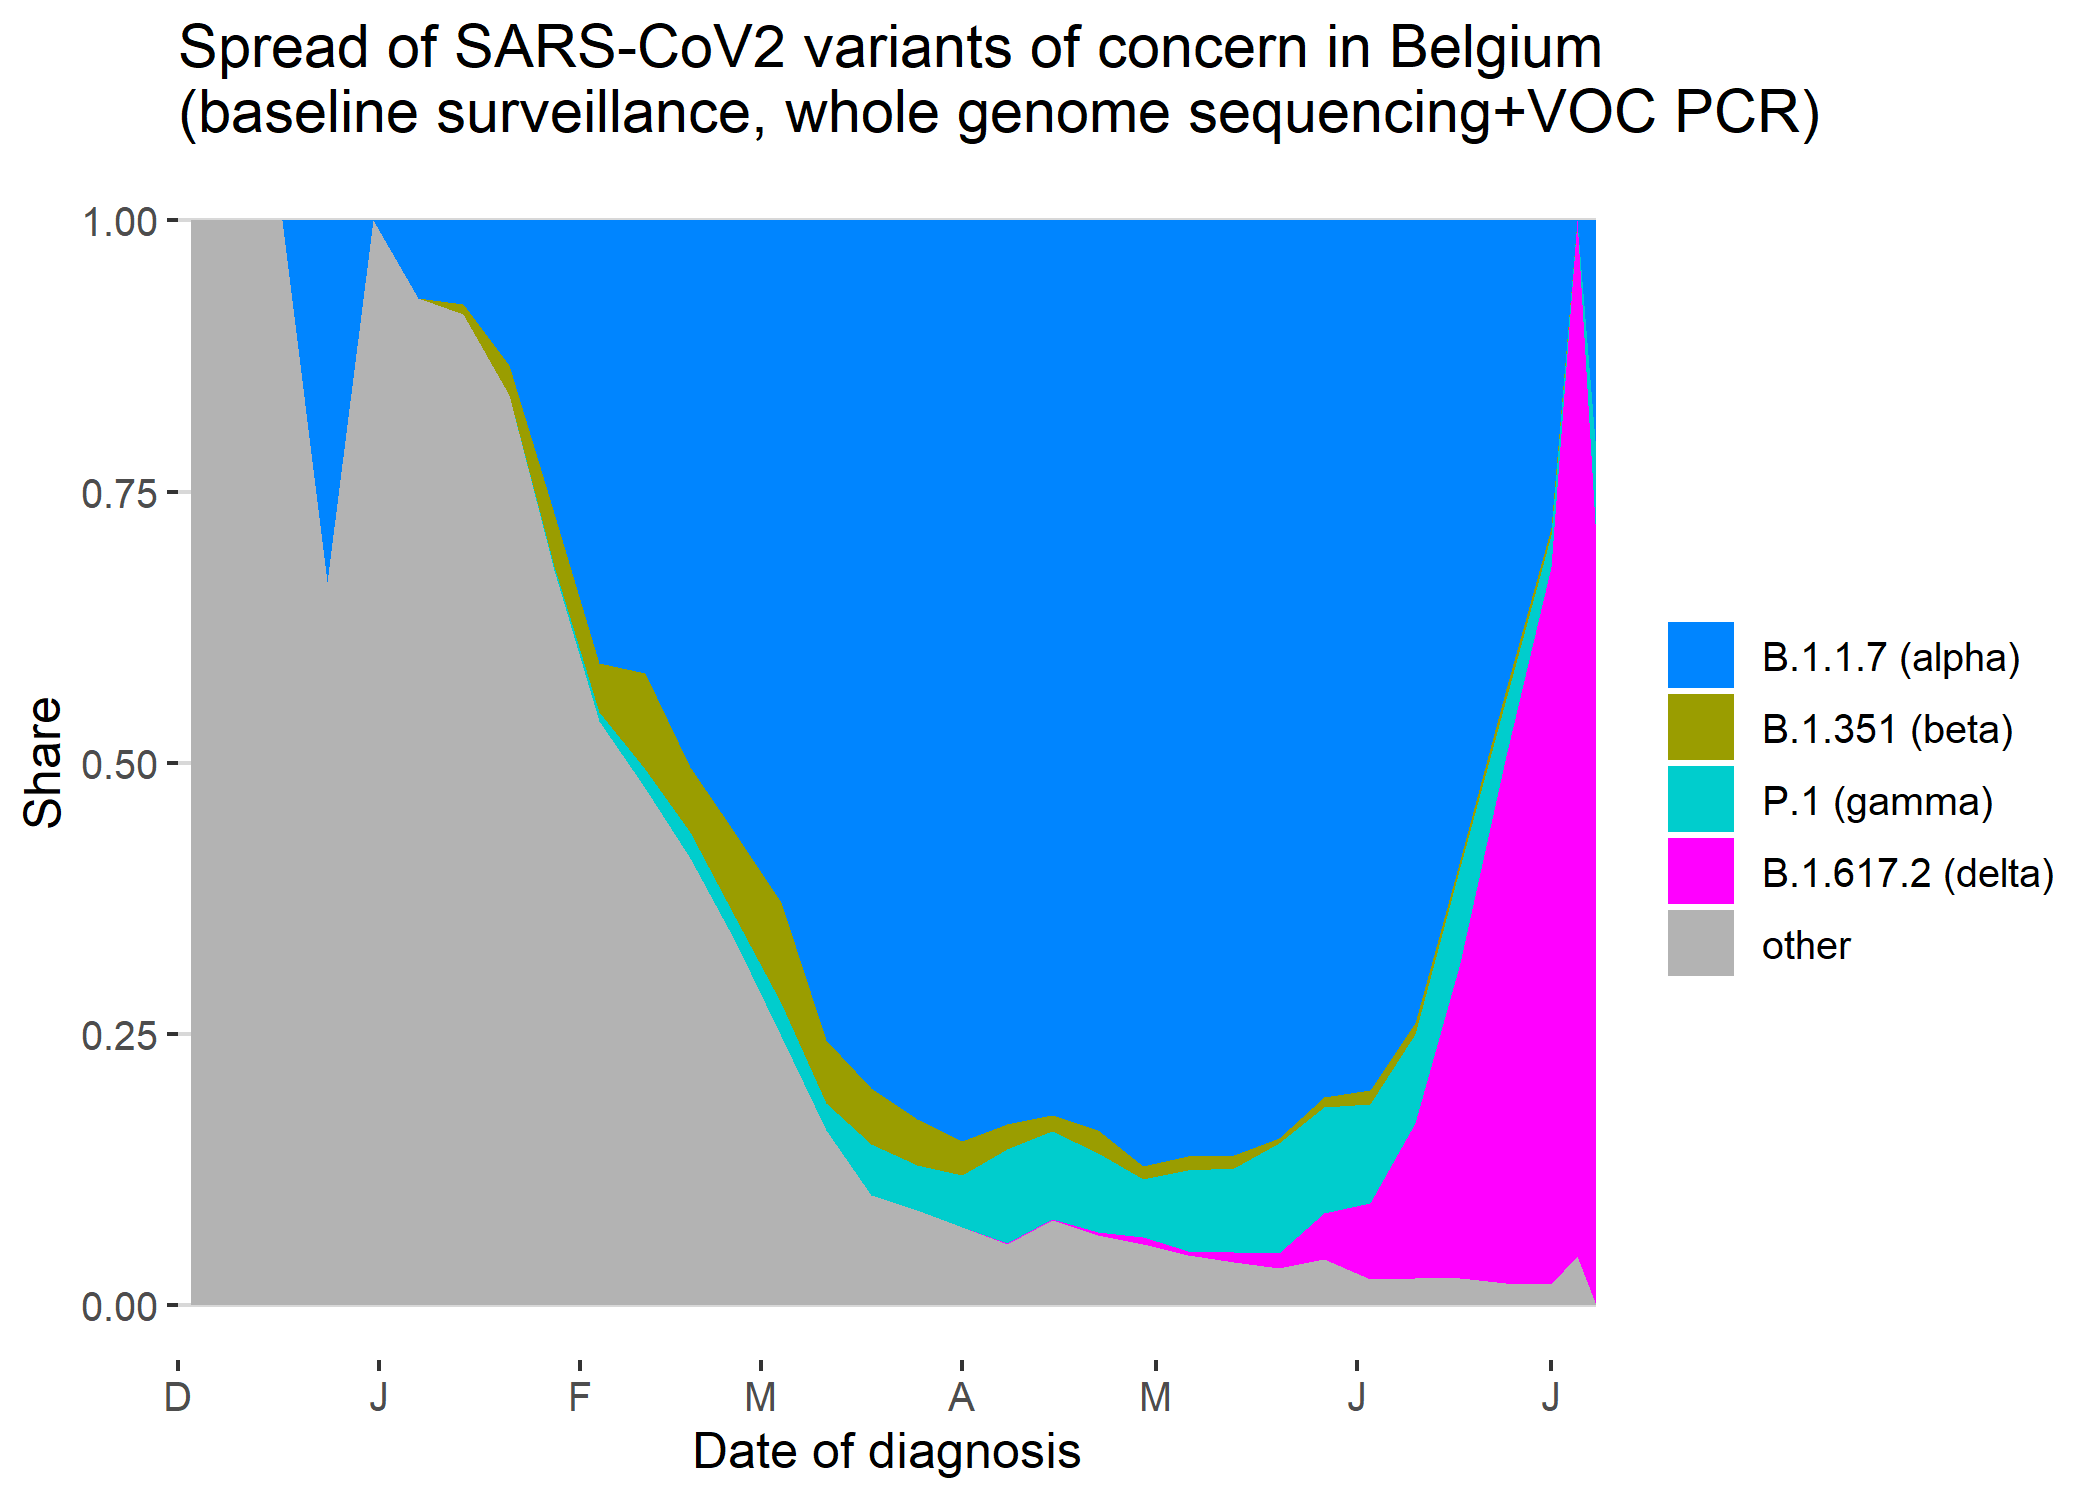 Spread of SARS-CoV2 variants of concern in Belgium
(baseline surveillance, whole genome sequencing+VOC PCR)
1.00
0.75
0.50
0.25
0.00
Share
D J F M A M J J
Date of diagnosis
B.1.1.7 (alpha)
B.1.351 (beta)
P.1 (gamma)
B.1.617.2 (delta)
other